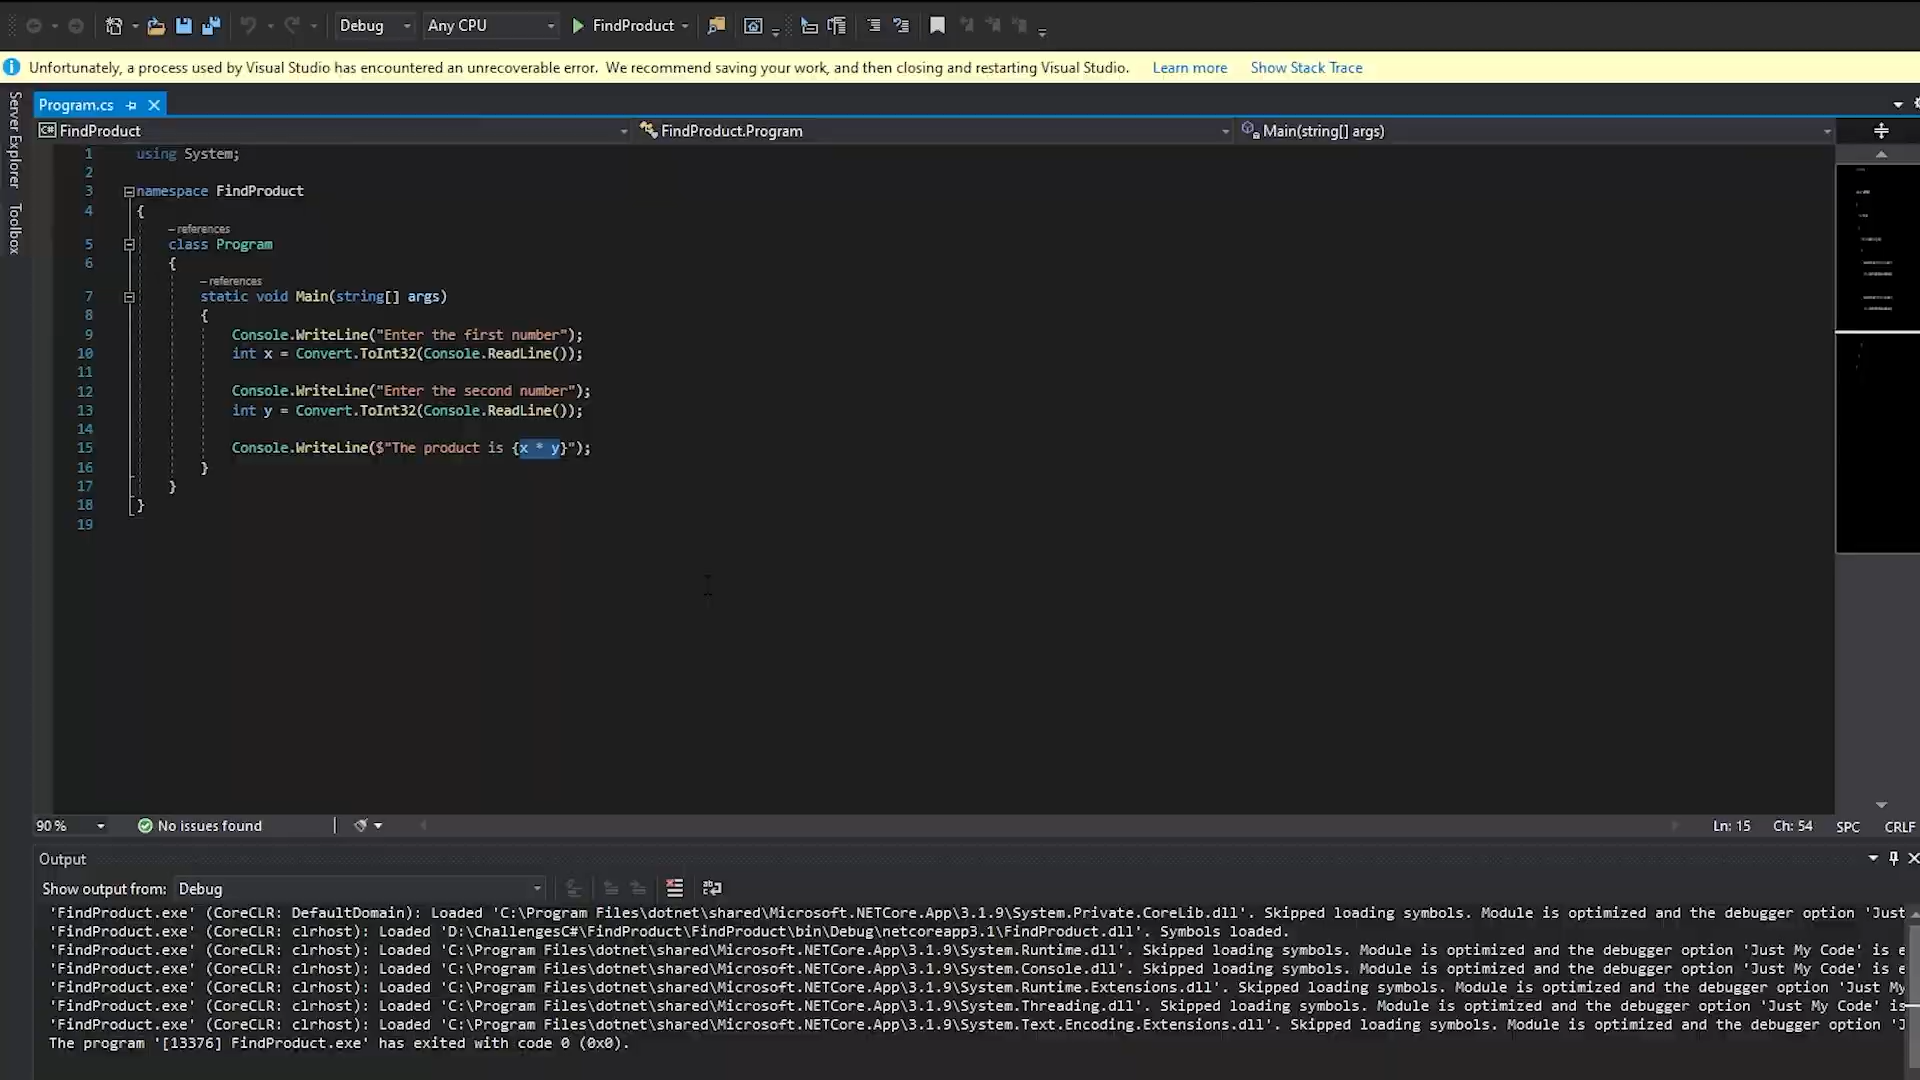 Debug Any CPU FindProduct
Unfortunately, a process used by Visual Studio has encountered an unrecoverable error. We recommend saving your work, and then closing and restarting Visual Studio. Learn more Show Stack Trace
Server Explorer
Toolbox
Program.cs
C# FindProduct FindProduct.Program Main(string[] args)
1 using System;
2
3 namespace FindProduct
4 {
– references
5 class Program
6 {
– references
7 static void Main(string[] args)
8 {
9 Console.WriteLine("Enter the first number");
10 int x = Convert.ToInt32(Console.ReadLine());
11
12 Console.WriteLine("Enter the second number");
13 int y = Convert.ToInt32(Console.ReadLine());
14
15 Console.WriteLine($"The product is {x * y}");
16 }
17 }
18 }
19
90 % No issues found Ln: 15 Ch: 54 SPC CRLF
Output
Show output from: Debug
'FindProduct.exe' (CoreCLR: DefaultDomain): Loaded 'C:\Program Files\dotnet\shared\Microsoft.NETCore.App\3.1.9\System.Private.CoreLib.dll'. Skipped loading symbols. Module is optimized and the debugger option 'Just
'FindProduct.exe' (CoreCLR: clrhost): Loaded 'D:\ChallengesC#\FindProduct\FindProduct\bin\Debug\netcoreapp3.1\FindProduct.dll'. Symbols loaded.
'FindProduct.exe' (CoreCLR: clrhost): Loaded 'C:\Program Files\dotnet\shared\Microsoft.NETCore.App\3.1.9\System.Runtime.dll'. Skipped loading symbols. Module is optimized and the debugger option 'Just My Code' is e
'FindProduct.exe' (CoreCLR: clrhost): Loaded 'C:\Program Files\dotnet\shared\Microsoft.NETCore.App\3.1.9\System.Console.dll'. Skipped loading symbols. Module is optimized and the debugger option 'Just My Code' is e
'FindProduct.exe' (CoreCLR: clrhost): Loaded 'C:\Program Files\dotnet\shared\Microsoft.NETCore.App\3.1.9\System.Runtime.Extensions.dll'. Skipped loading symbols. Module is optimized and the debugger option 'Just My
'FindProduct.exe' (CoreCLR: clrhost): Loaded 'C:\Program Files\dotnet\shared\Microsoft.NETCore.App\3.1.9\System.Threading.dll'. Skipped loading symbols. Module is optimized and the debugger option 'Just My Code' is
'FindProduct.exe' (CoreCLR: clrhost): Loaded 'C:\Program Files\dotnet\shared\Microsoft.NETCore.App\3.1.9\System.Text.Encoding.Extensions.dll'. Skipped loading symbols. Module is optimized and the debugger option 'J
The program '[13376] FindProduct.exe' has exited with code 0 (0x0).